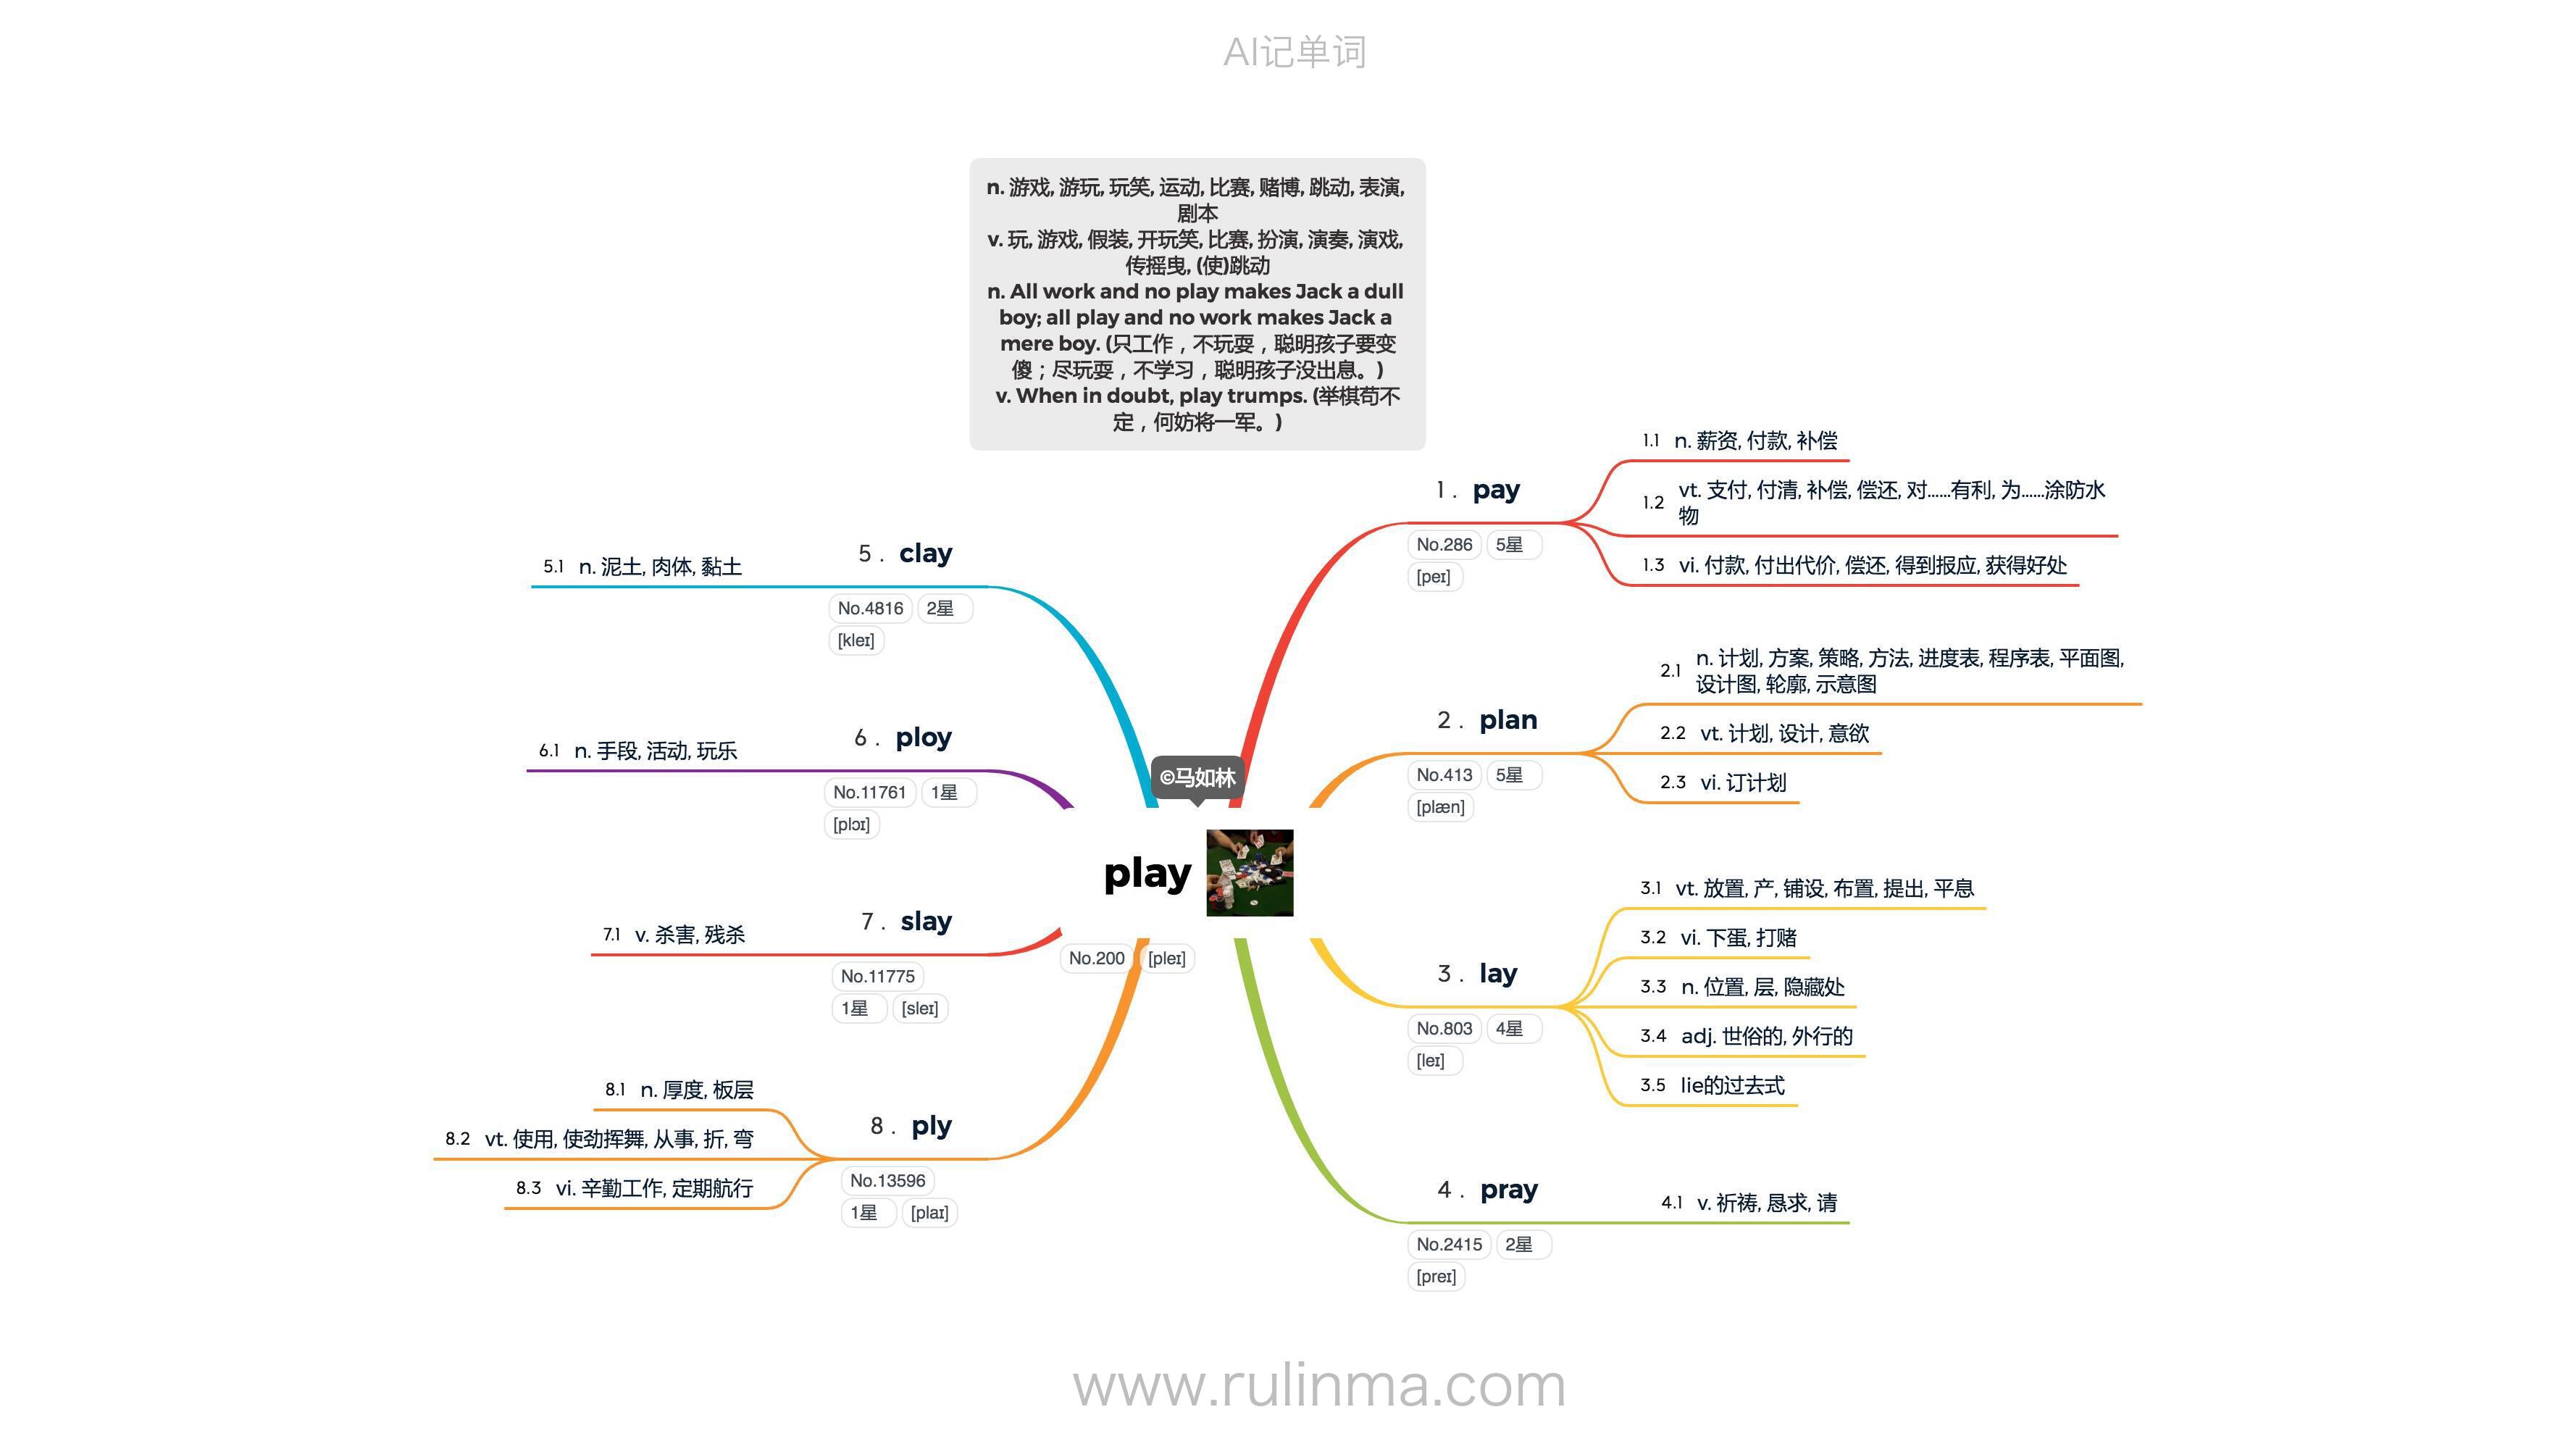 AI记单词
n. 游戏, 游玩, 玩笑, 运动, 比赛, 赌博, 跳动, 表演,
剧本
v. 玩, 游戏, 假装, 开玩笑, 比赛, 扮演, 演奏, 演戏,
传摇曳, (使)跳动
n. All work and no play makes Jack a dull
boy; all play and no work makes Jack a
mere boy. (只工作，不玩耍，聪明孩子要变
傻；尽玩耍，不学习，聪明孩子没出息。)
v. When in doubt, play trumps. (举棋苟不
定，何妨将一军。)
©马如林
play
No.200 [pleɪ]
1. pay
No.286 5星
[peɪ]
1.1 n. 薪资, 付款, 补偿
1.2 vt. 支付, 付清, 补偿, 偿还, 对……有利, 为……涂防水
物
1.3 vi. 付款, 付出代价, 偿还, 得到报应, 获得好处
2. plan
No.413 5星
[plæn]
2.1 n. 计划, 方案, 策略, 方法, 进度表, 程序表, 平面图,
设计图, 轮廓, 示意图
2.2 vt. 计划, 设计, 意欲
2.3 vi. 订计划
3. lay
No.803 4星
[leɪ]
3.1 vt. 放置, 产, 铺设, 布置, 提出, 平息
3.2 vi. 下蛋, 打赌
3.3 n. 位置, 层, 隐藏处
3.4 adj. 世俗的, 外行的
3.5 lie的过去式
4. pray
No.2415 2星
[preɪ]
4.1 v. 祈祷, 恳求, 请
5. clay
No.4816 2星
[kleɪ]
5.1 n. 泥土, 肉体, 黏土
6. ploy
No.11761 1星
[plɔɪ]
6.1 n. 手段, 活动, 玩乐
7. slay
No.11775
1星 [sleɪ]
7.1 v. 杀害, 残杀
8. ply
No.13596
1星 [plaɪ]
8.1 n. 厚度, 板层
8.2 vt. 使用, 使劲挥舞, 从事, 折, 弯
8.3 vi. 辛勤工作, 定期航行
www.rulinma.com